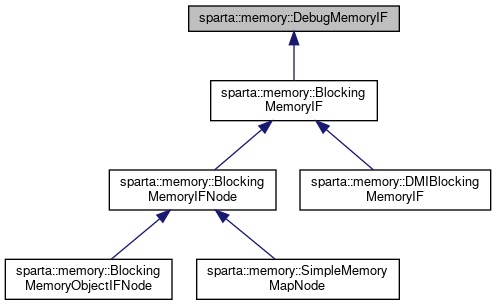 sparta::memory::DebugMemoryIF
sparta::memory::Blocking
MemoryIF
sparta::memory::Blocking
MemoryIFNode
sparta::memory::DMIBlocking
MemoryIF
sparta::memory::Blocking
MemoryObjectIFNode
sparta::memory::SimpleMemory
MapNode